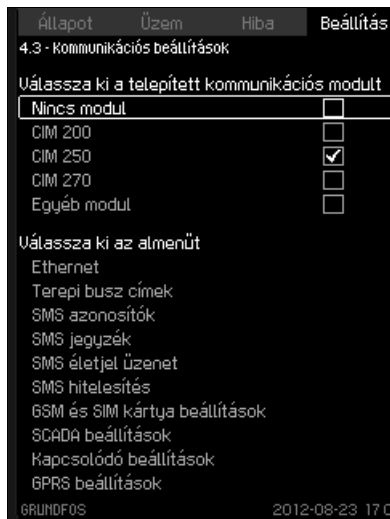 Állapot Üzem Hiba Beállítás
4.3 - Kommunikációs beállítások
Válassza ki a telepített kommunikációs modult
Nincs modul
CIM 200
CIM 250
CIM 270
Egyéb modul
Válassza ki az almenüt
Ethernet
Terepi busz címek
SMS azonosítók
SMS jegyzék
SMS életjel üzenet
SMS hitelesítés
GSM és SIM kártya beállítások
SCADA beállítások
Kapcsolódó beállítások
GPRS beállítások
GRUNDFOS 2012-08-23